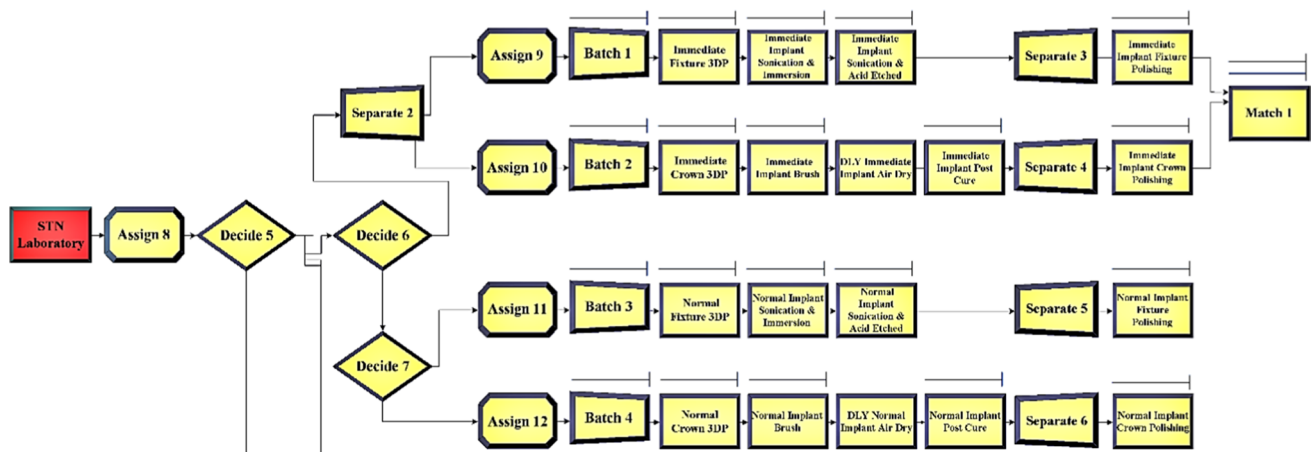 STN
Laboratory
Assign 8
Decide 5
Separate 2
Decide 6
Decide 7
Assign 9
Batch 1
Immediate
Fixture 3DP
Immediate
Implant
Sonication &
Immersion
Immediate
Implant
Sonication &
Acid Etched
Separate 3
Immediate
Implant Fixture
Polishing
Match 1
Assign 10
Batch 2
Immediate
Crown 3DP
Immediate
Implant Brush
DLY Immediate
Implant Air Dry
Immediate
Implant Post
Cure
Separate 4
Immediate
Implant Crown
Polishing
Assign 11
Batch 3
Normal
Fixture 3DP
Normal Implant
Sonication &
Immersion
Normal
Implant
Sonication &
Acid Etched
Separate 5
Normal Implant
Fixture
Polishing
Assign 12
Batch 4
Normal
Crown 3DP
Normal Implant
Brush
DLY Normal
Implant Air Dry
Normal Implant
Post Cure
Separate 6
Normal Implant
Crown Polishing